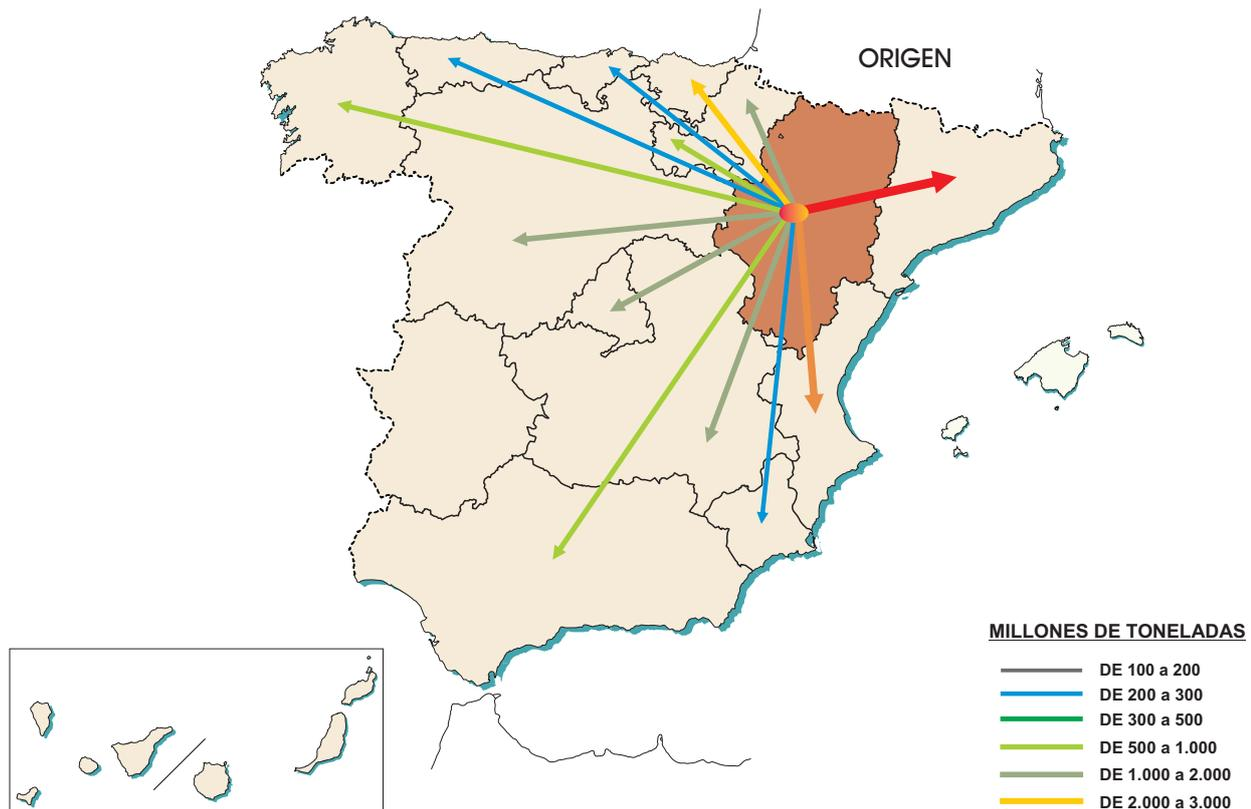 ORIGEN
MILLONES DE TONELADAS
DE 100 a 200
DE 200 a 300
DE 300 a 500
DE 500 a 1.000
DE 1.000 a 2.000
DE 2.000 a 3.000